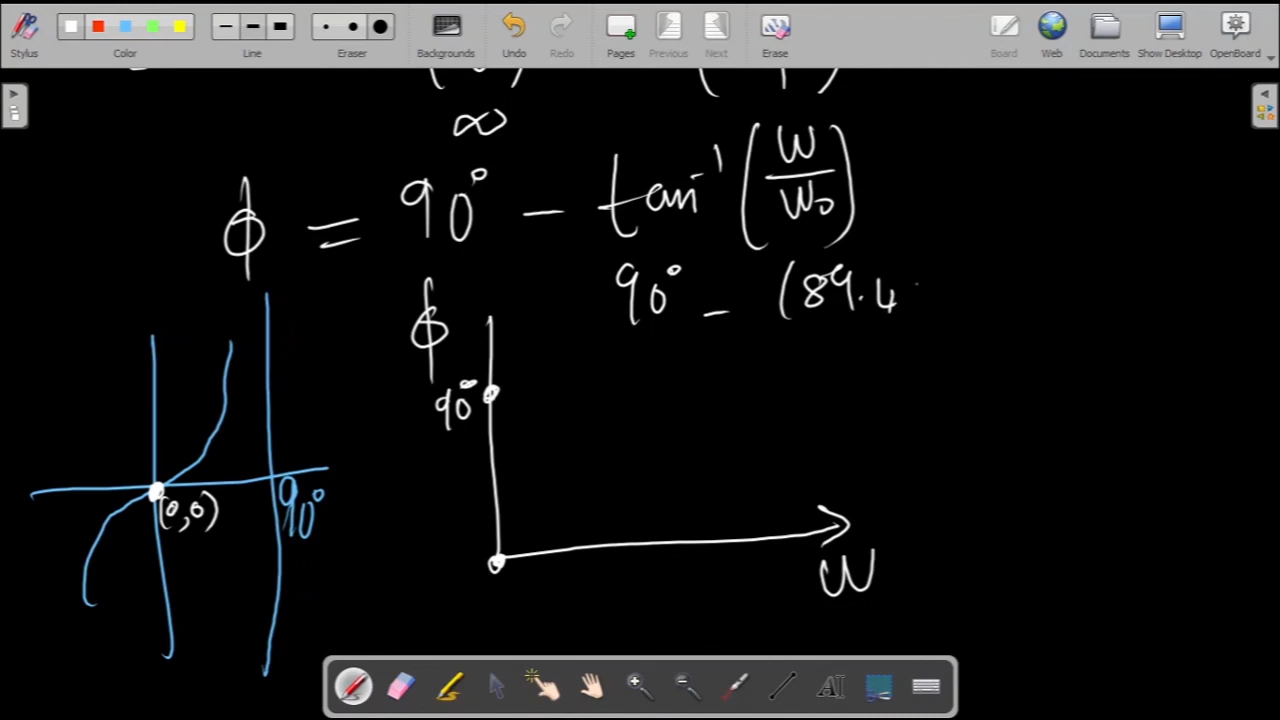 Stylus Color Line Eraser Backgrounds Undo Redo Pages Previous Next Erase Board Web Documents Show Desktop OpenBoard
∞
ϕ = 90° - tan⁻¹ (W/W₀)
90° - (89.4
ϕ
90°
(0,0)
90°
W